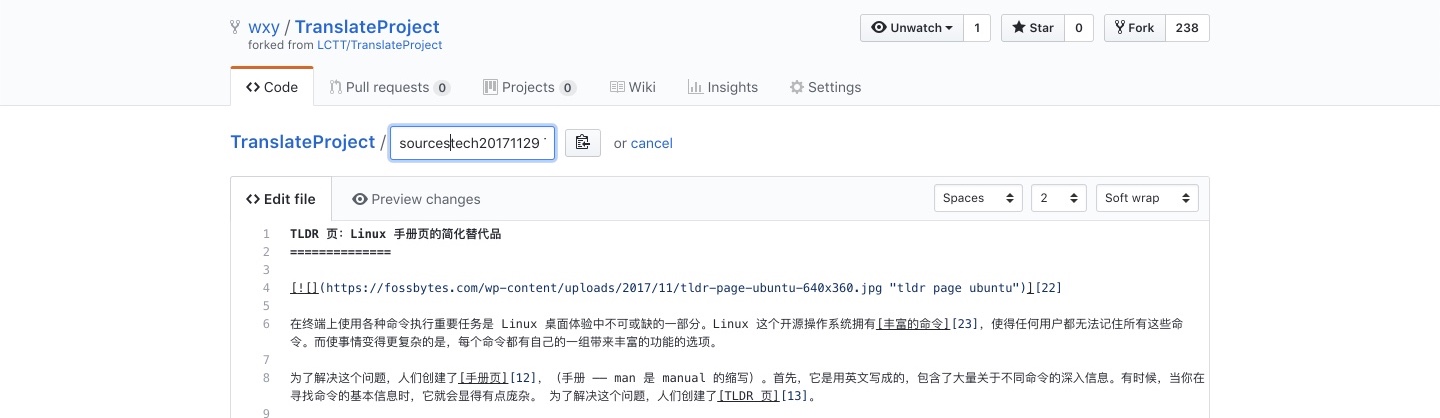 wxy / TranslateProject
forked from LCTT/TranslateProject
Unwatch 1 Star 0 Fork 238
Code Pull requests 0 Projects 0 Wiki Insights Settings
TranslateProject / sourcestech20171129 or cancel
Edit file Preview changes Spaces 2 Soft wrap
1 TLDR 页：Linux 手册页的简化替代品
2 ==============
3
4 [![](https://fossbytes.com/wp-content/uploads/2017/11/tldr-page-ubuntu-640x360.jpg "tldr page ubuntu")][22]
5
6 在终端上使用各种命令执行重要任务是 Linux 桌面体验中不可或缺的一部分。Linux 这个开源操作系统拥有[丰富的命令][23]，使得任何用户都无法记住所有这些命
令。而使事情变得更复杂的是，每个命令都有自己的一组带来丰富的功能的选项。
7
8 为了解决这个问题，人们创建了[手册页][12]，（手册 —— man 是 manual 的缩写）。首先，它是用英文写成的，包含了大量关于不同命令的深入信息。有时候，当你在
寻找命令的基本信息时，它就会显得有点庞杂。 为了解决这个问题，人们创建了[TLDR 页][13]。
9